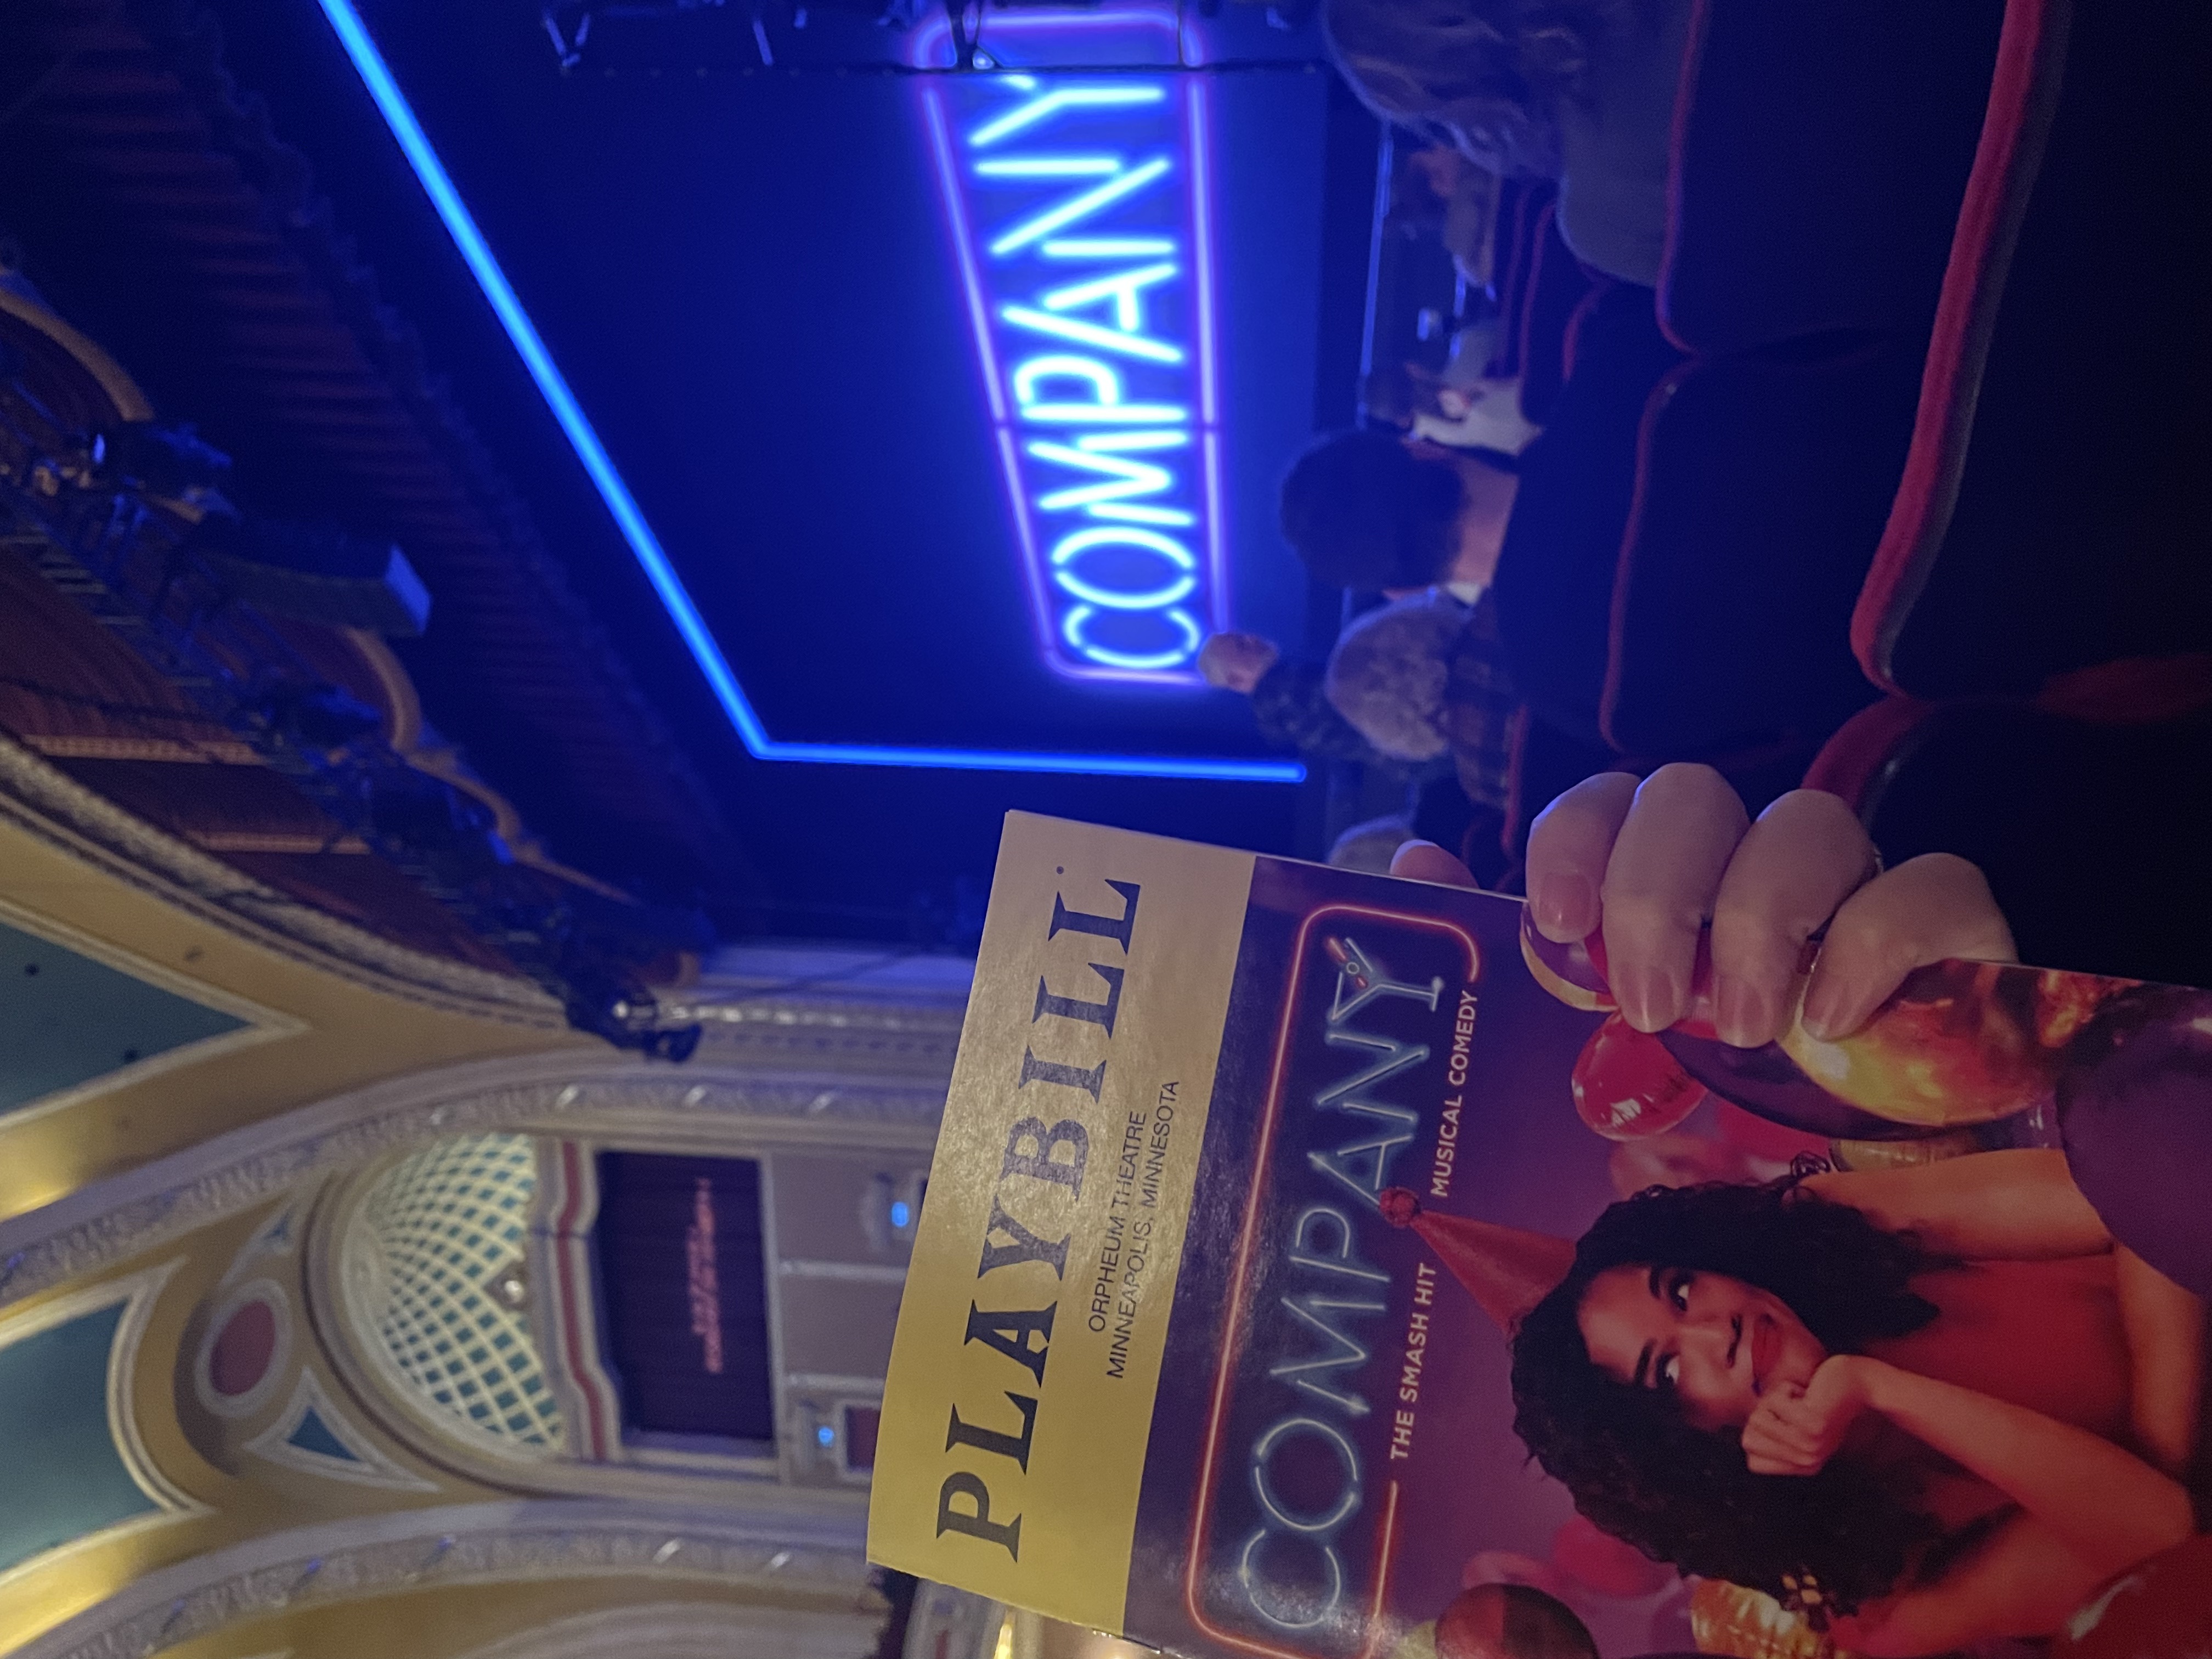 PLAYBILL
ORPHEUM THEATRE
MINNEAPOLIS, MINNESOTA
COMPANY
THE SMASH HIT MUSICAL COMEDY
COMPANY